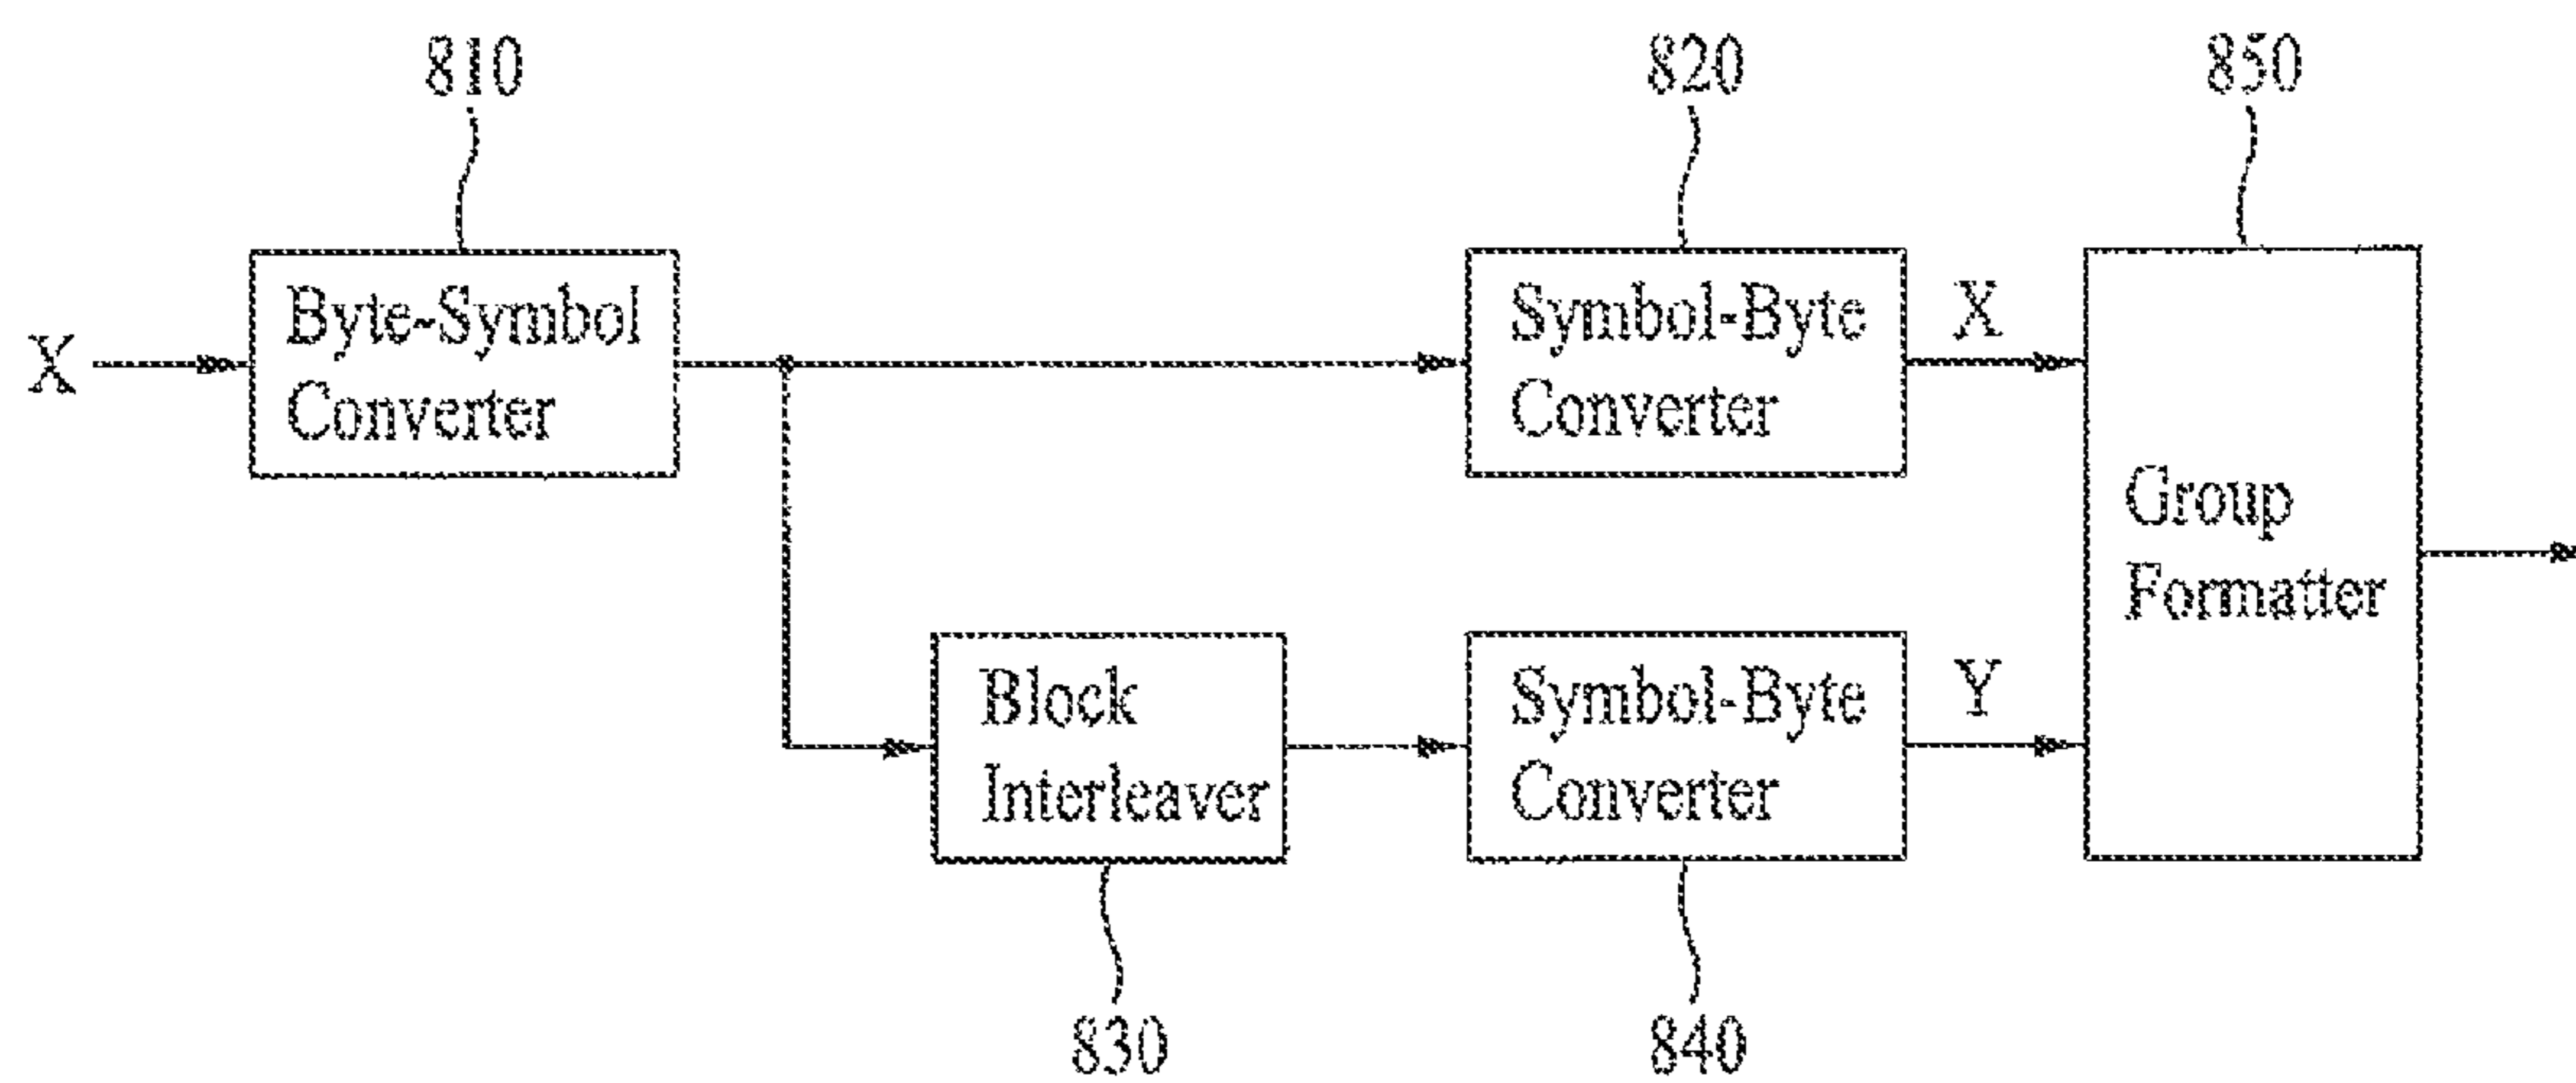 810
820
850
X
Byte-Symbol
Converter
Symbol-Byte
Converter
X
Group
Formatter
Block
Interleaver
Symbol-Byte
Converter
Y
830
840